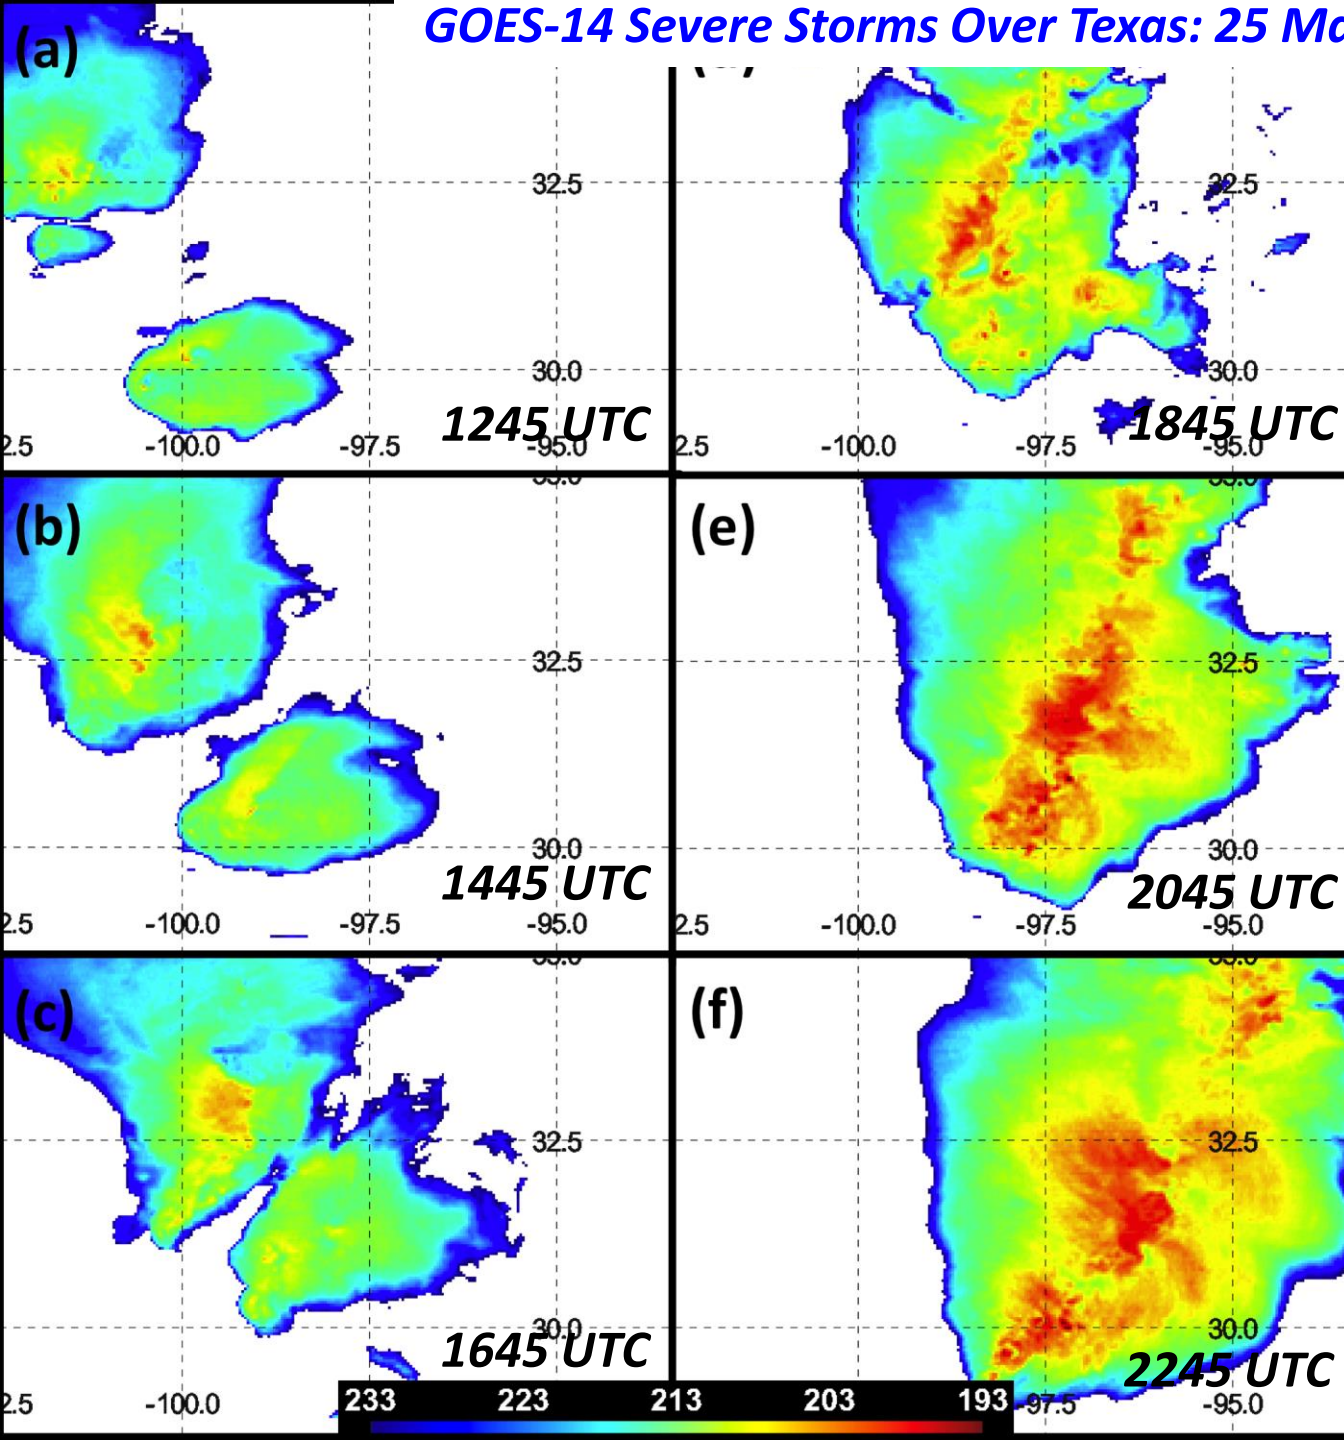 GOES-14 Severe Storms Over Texas: 25 Ma
(a)
32.5
30.0
1245 UTC
2.5 -100.0 -97.5 -95.0
32.5
30.0
1845 UTC
2.5 -100.0 -97.5 -95.0
(b)
32.5
30.0
1445 UTC
2.5 -100.0 -97.5 -95.0
(e)
32.5
30.0
2045 UTC
2.5 -100.0 -97.5 -95.0
(c)
32.5
30.0
1645 UTC
2.5 -100.0
(f)
32.5
30.0
2245 UTC
-97.5 -95.0
233 223 213 203 193